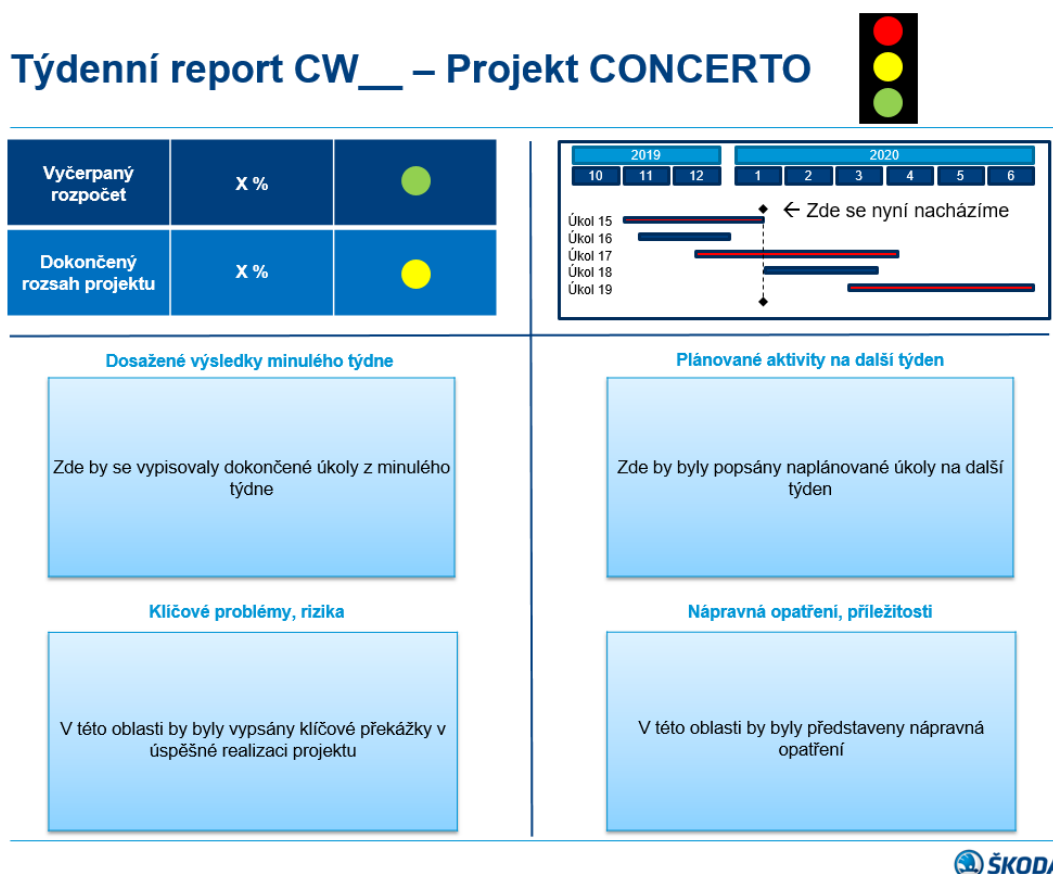 Týdenní report CW__ – Projekt CONCERTO
Vyčerpaný
rozpočet
X %
Dokončený
rozsah projektu
X %
2019
2020
10 11 12 1 2 3 4 5 6
← Zde se nyní nacházíme
Úkol 15
Úkol 16
Úkol 17
Úkol 18
Úkol 19
Dosažené výsledky minulého týdne
Zde by se vypisovaly dokončené úkoly z minulého
týdne
Plánované aktivity na další týden
Zde by byly popsány naplánované úkoly na další
týden
Klíčové problémy, rizika
V této oblasti by byly vypsány klíčové překážky v
úspěšné realizaci projektu
Nápravná opatření, příležitosti
V této oblasti by byly představeny nápravná
opatření
ŠKODA